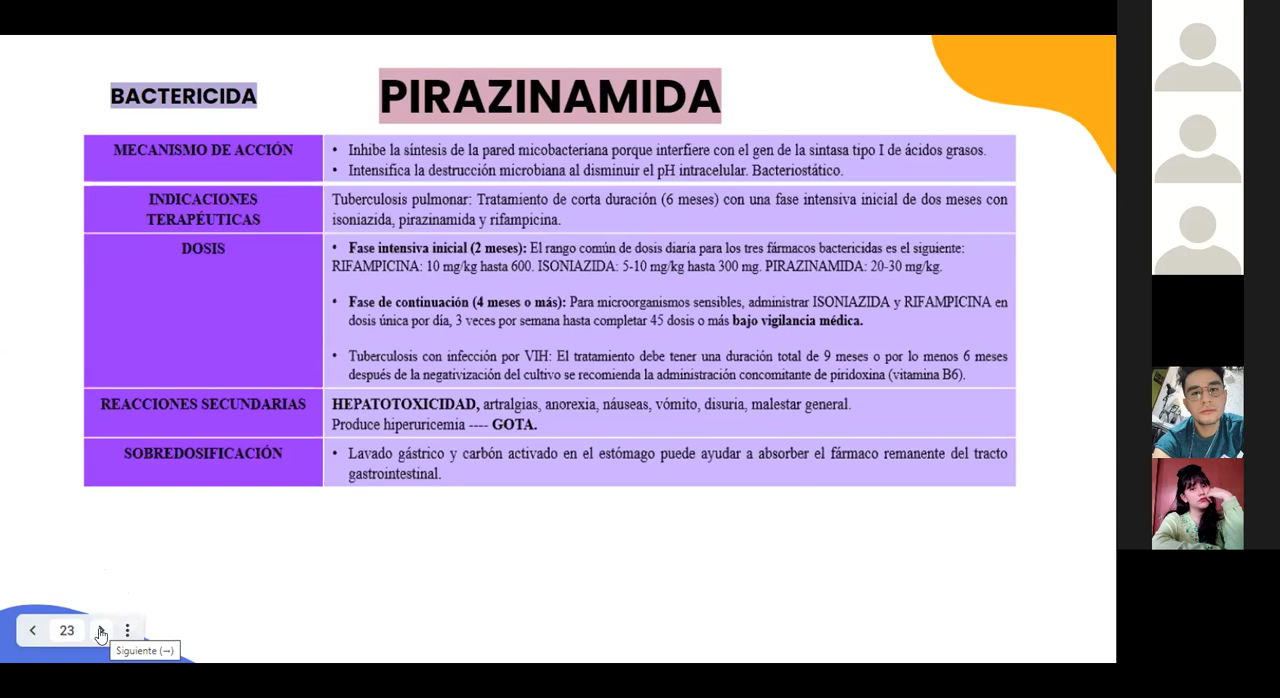 BACTERICIDA
PIRAZINAMIDA
MECANISMO DE ACCIÓN
• Inhibe la síntesis de la pared micobacteriana porque interfiere con el gen de la sintasa tipo I de ácidos grasos.
• Intensifica la destrucción microbiana al disminuir el pH intracelular. Bacteriostático.
INDICACIONES
TERAPÉUTICAS
Tuberculosis pulmonar: Tratamiento de corta duración (6 meses) con una fase intensiva inicial de dos meses con
isoniazida, pirazinamida y rifampicina.
DOSIS
• Fase intensiva inicial (2 meses): El rango común de dosis diaria para los tres fármacos bactericidas es el siguiente:
RIFAMPICINA: 10 mg/kg hasta 600. ISONIAZIDA: 5-10 mg/kg hasta 300 mg. PIRAZINAMIDA: 20-30 mg/kg.
• Fase de continuación (4 meses o más): Para microorganismos sensibles, administrar ISONIAZIDA y RIFAMPICINA en
dosis única por día, 3 veces por semana hasta completar 45 dosis o más bajo vigilancia médica.
• Tuberculosis con infección por VIH: El tratamiento debe tener una duración total de 9 meses o por lo menos 6 meses
después de la negativización del cultivo se recomienda la administración concomitante de piridoxina (vitamina B6).
REACCIONES SECUNDARIAS
HEPATOTOXICIDAD, artralgias, anorexia, náuseas, vómito, disuria, malestar general.
Produce hiperuricemia ---- GOTA.
SOBREDOSIFICACIÓN
• Lavado gástrico y carbón activado en el estómago puede ayudar a absorber el fármaco remanente del tracto
gastrointestinal.
23
Siguiente (→)